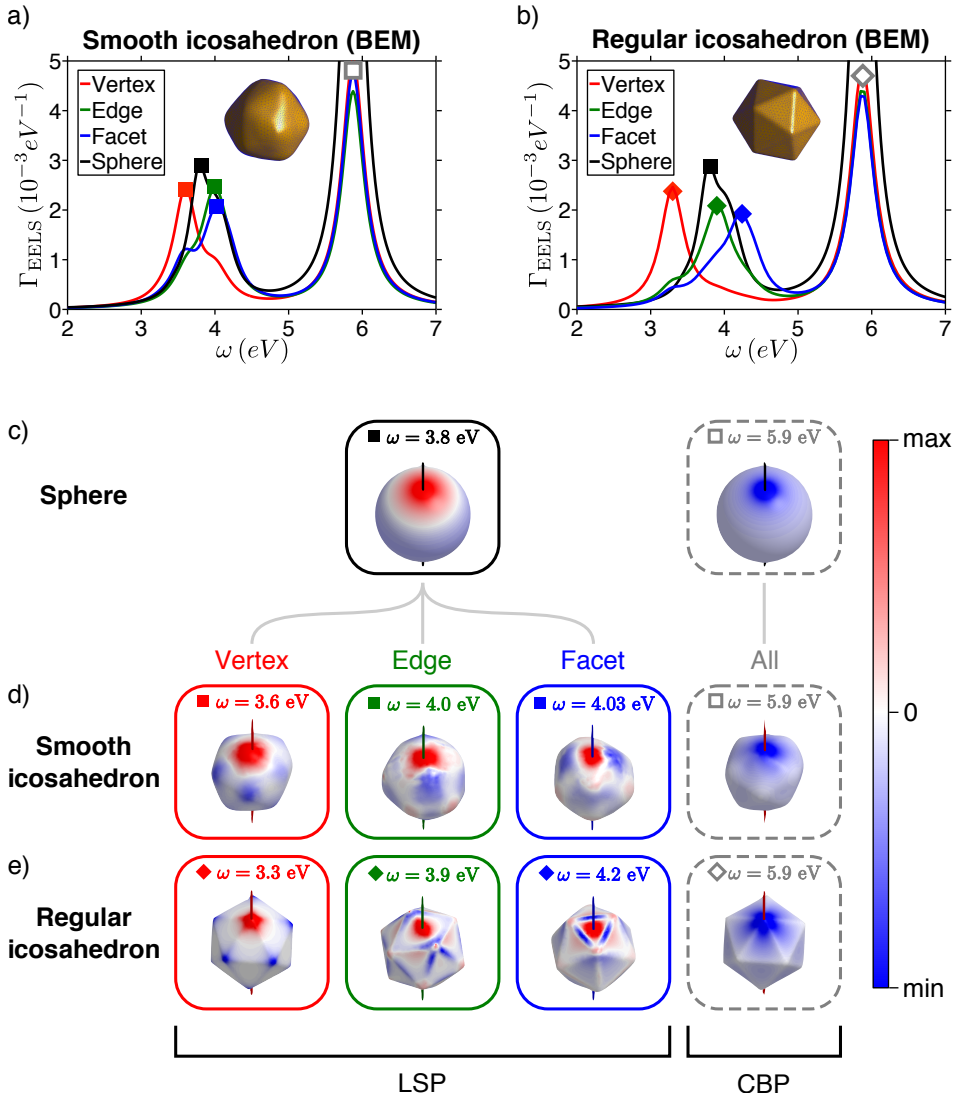 a)
Smooth icosahedron (BEM)
Vertex
Edge
Facet
Sphere
Γ_EELS (10⁻³ eV⁻¹)
5
4
3
2
1
0
2 3 4 5 6 7
ω (eV)
b)
Regular icosahedron (BEM)
Vertex
Edge
Facet
Sphere
Γ_EELS (10⁻³ eV⁻¹)
5
4
3
2
1
0
2 3 4 5 6 7
ω (eV)
c)
Sphere
ω = 3.8 eV
ω = 5.9 eV
max
0
min
Vertex Edge Facet All
d)
Smooth
icosahedron
ω = 3.6 eV
ω = 4.0 eV
ω = 4.03 eV
ω = 5.9 eV
e)
Regular
icosahedron
ω = 3.3 eV
ω = 3.9 eV
ω = 4.2 eV
ω = 5.9 eV
LSP CBP